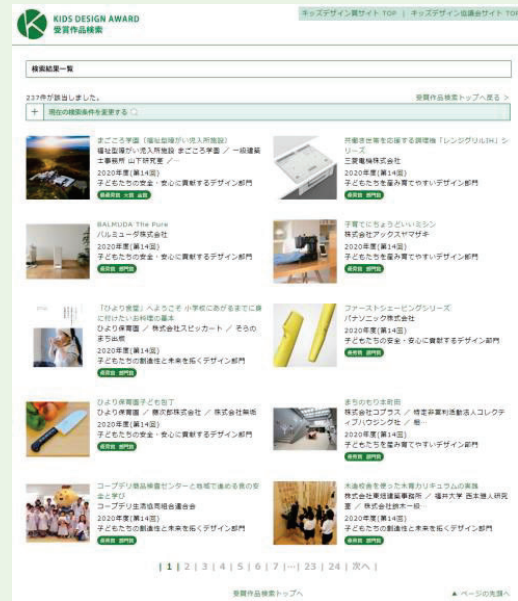 キッズデザイン賞サイト TOP | キッズデザイン協議会サイト TOP
KIDS DESIGN AWARD
受賞作品検索
検索結果一覧
237件が該当しました。
受賞作品検索トップへ戻る >
+ 現在の検索条件を変更する
まごころ学園（福祉型障がい児入所施設）
福祉型障がい児入所施設 まごころ学園 ／ 一級建築
士事務所 山下研究室 ／…
2020年度(第14回)
子どもたちの安全・安心に貢献するデザイン部門
共働き世帯を応援する調理機「レンジグリルIH」シ
リーズ
三菱電機株式会社
2020年度(第14回)
子どもたちを産み育てやすいデザイン部門
BALMUDA The Pure
バルミューダ株式会社
2020年度(第14回)
子どもたちの安全・安心に貢献するデザイン部門
子育てにちょうどいいミシン
株式会社アックスヤマザキ
2020年度(第14回)
子どもたちを産み育てやすいデザイン部門
「ひより食堂」へようこそ 小学校にあがるまでに身
に付けたいお料理の基本
ひより保育園 ／ 株式会社スピッカート ／ そらの
まち出版
2020年度(第14回)
子どもたちの創造性と未来を拓くデザイン部門
ファーストシェービングシリーズ
パナソニック株式会社
2020年度(第14回)
子どもたちの安全・安心に貢献するデザイン部門
ひより保育園子ども包丁
ひより保育園 ／ 藤次郎株式会社 ／ 株式会社無垢
2020年度(第14回)
子どもたちの安全・安心に貢献するデザイン部門
まちのもり本町田
株式会社コプラス ／ 特定非営利活動法人コレクテ
ィブハウジング社 ／
2020年度(第14回)
子どもたちを産み育てやすいデザイン部門
コープデリ商品検査センターと地域で進める食の安
全と学び
コープデリ生活協同組合連合会
2020年度(第14回)
子どもたちの創造性と未来を拓くデザイン部門
木造校舎を使った木育カリキュラムの実践
株式会社東畑建築事務所 ／ 福井大学 西本雅人研究
室 ／ 株式会社鈴木一級…
2020年度(第14回)
子どもたちの創造性と未来を拓くデザイン部門
| 1 | 2 | 3 | 4 | 5 | 6 | 7 |…| 23 | 24 | 次へ |
受賞作品検索トップへ
▲ ページの先頭へ